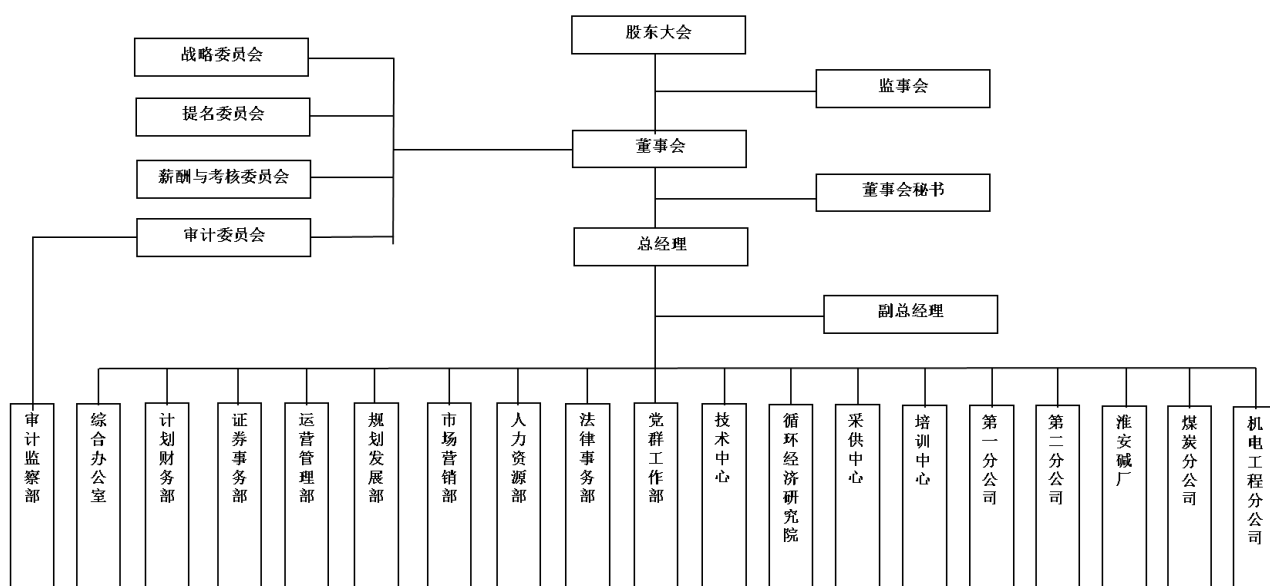 股东大会
战略委员会
监事会
提名委员会
董事会
薪酬与考核委员会
董事会秘书
审计委员会
总经理
副总经理
审计监察部
综合办公室
计划财务部
证券事务部
运营管理部
规划发展部
市场营销部
人力资源部
法律事务部
党群工作部
技术中心
循环经济研究院
采供中心
培训中心
第一分公司
第二分公司
淮安碱厂
煤炭分公司
机电工程分公司